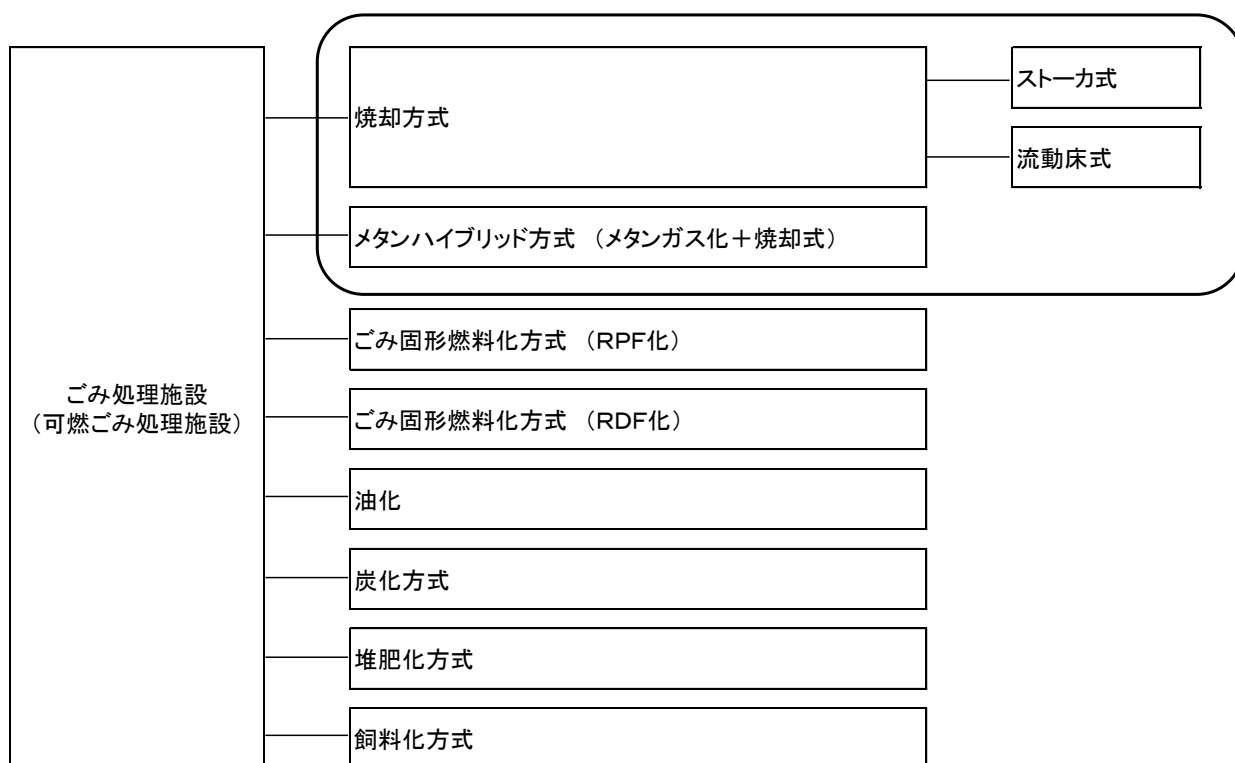 ごみ処理施設
（可燃ごみ処理施設）
焼却方式
ストーカ式
流動床式
メタンハイブリッド方式 （メタンガス化＋焼却式）
ごみ固形燃料化方式 （ＲＰＦ化）
ごみ固形燃料化方式 （ＲＤＦ化）
油化
炭化方式
堆肥化方式
飼料化方式